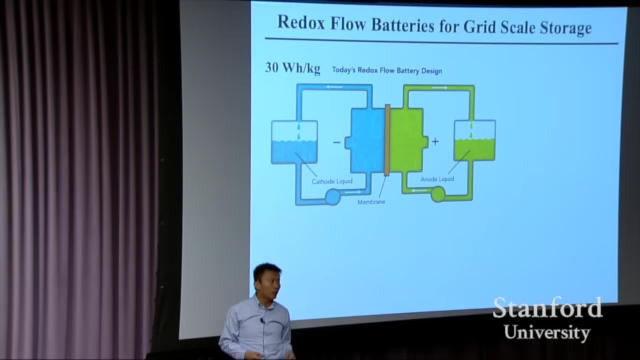 Redox Flow Batteries for Grid Scale Storage
30 Wh/kg
Today's Redox Flow Battery Design
−
+
Cathode Liquid
Anode Liquid
Membrane
Stanford
University